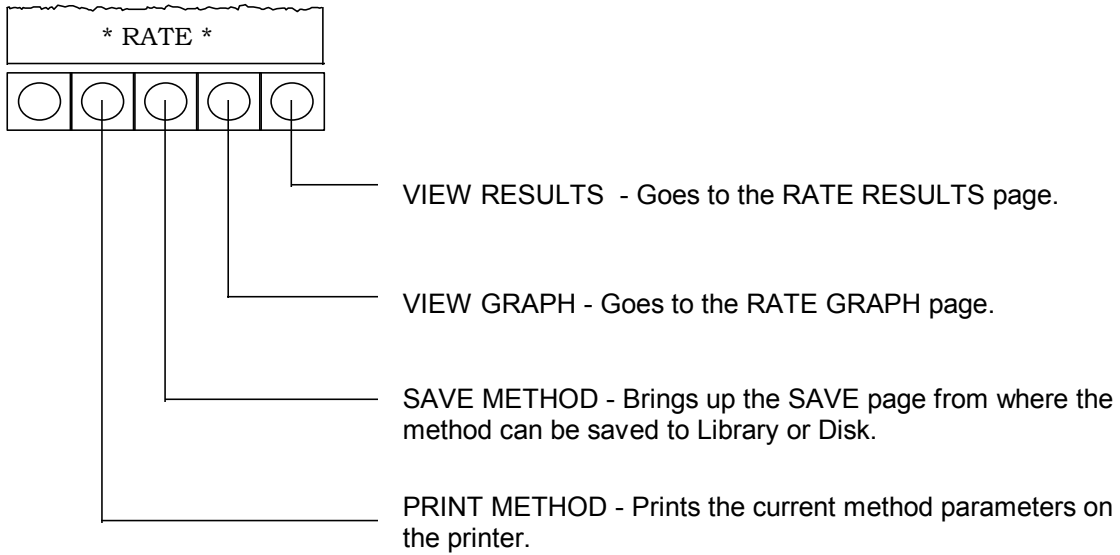 * RATE *
VIEW RESULTS - Goes to the RATE RESULTS page.
VIEW GRAPH - Goes to the RATE GRAPH page.
SAVE METHOD - Brings up the SAVE page from where the
method can be saved to Library or Disk.
PRINT METHOD - Prints the current method parameters on
the printer.